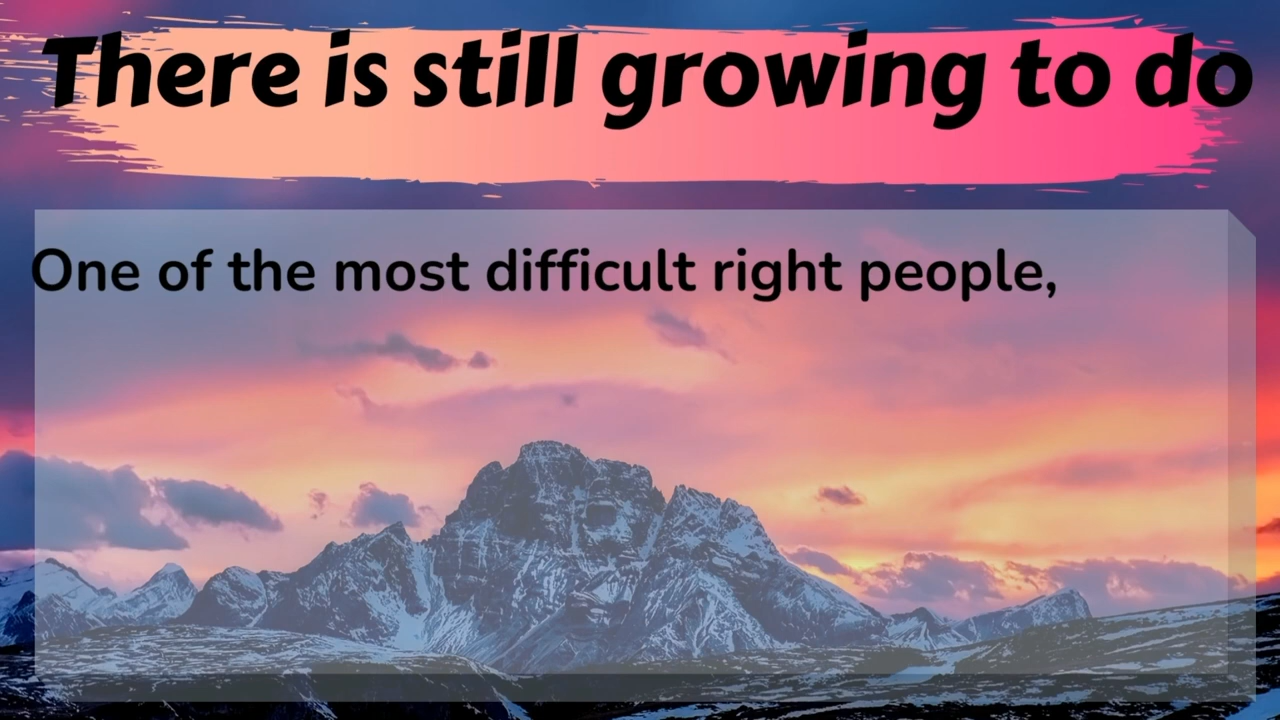 There is still growing to do
One of the most difficult right people,